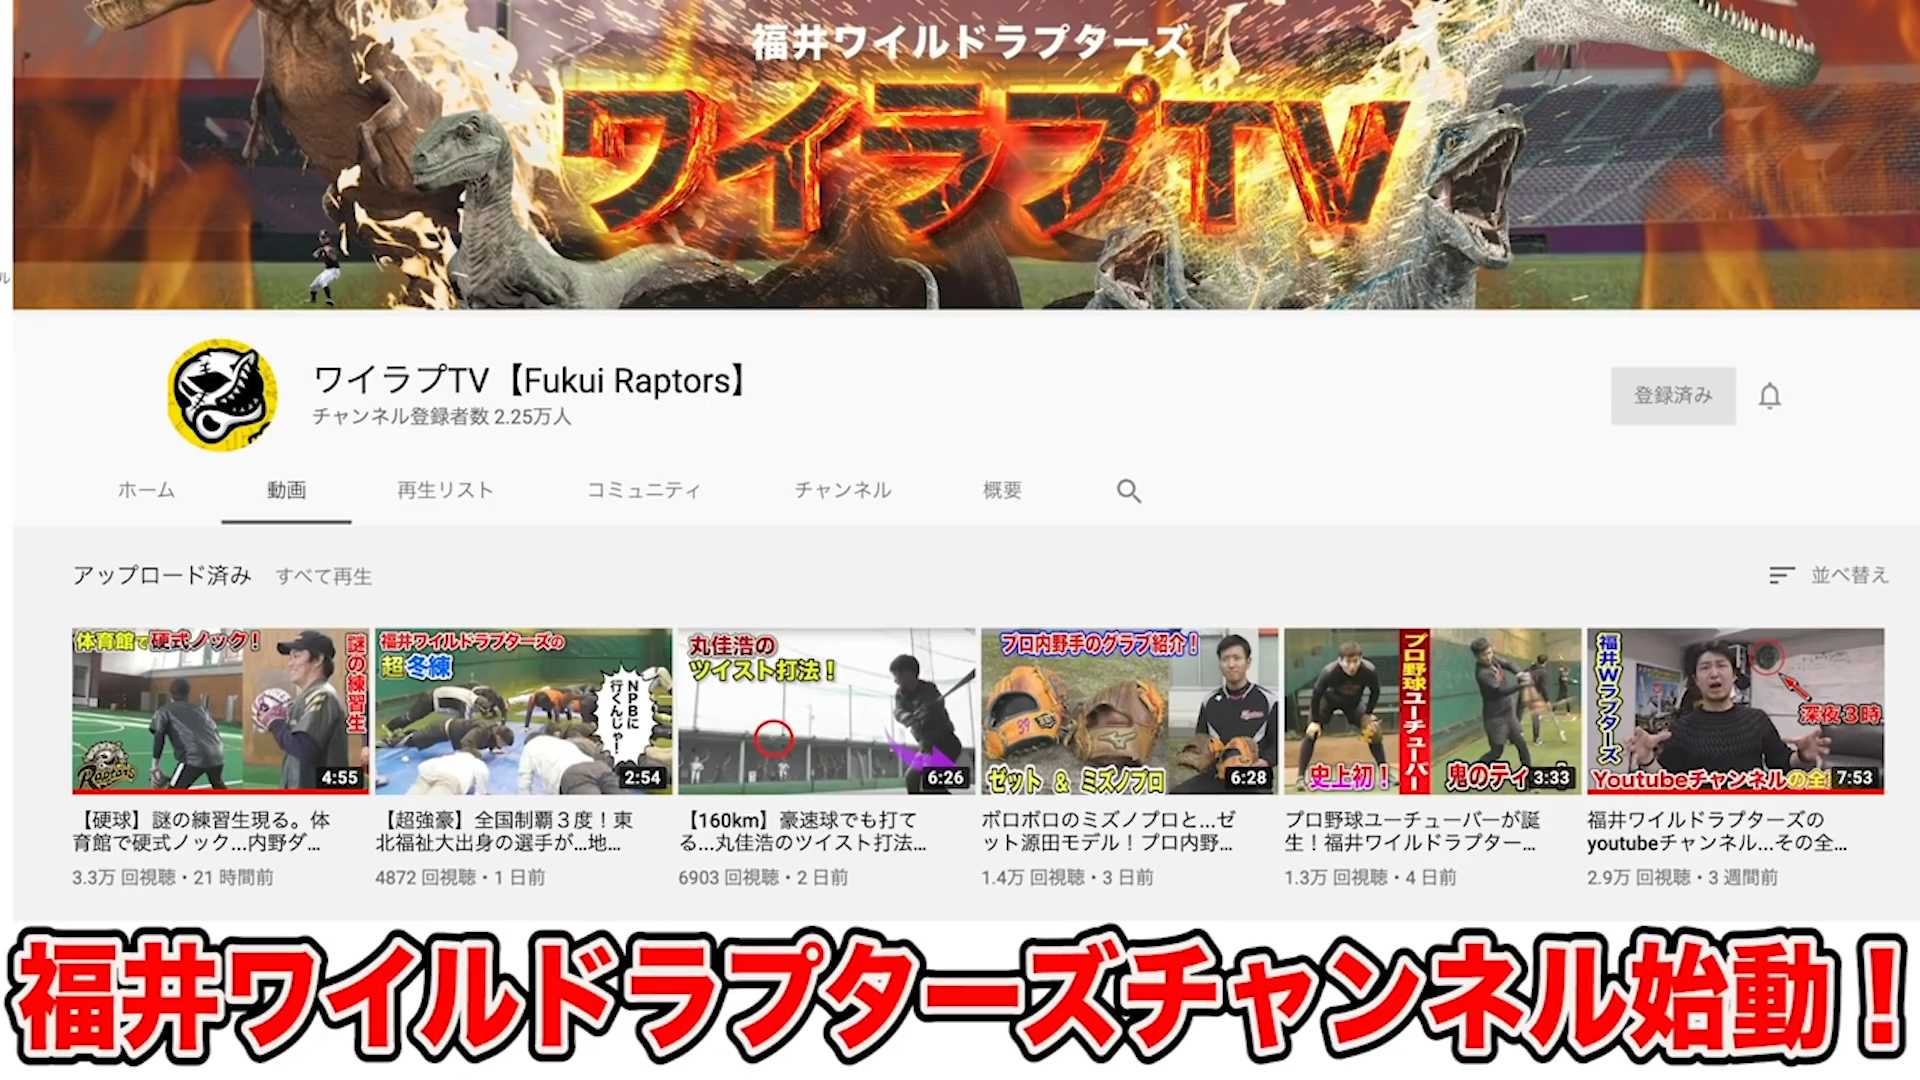 福井ワイルドラプターズ
ワイラプTV
ル
ワイラプTV【Fukui Raptors】
チャンネル登録者数 2.25万人
登録済み
ホーム
動画
再生リスト
コミュニティ
チャンネル
概要
アップロード済み
すべて再生
並べ替え
体育館で硬式ノック！
謎の練習生
Raptors
4:55
福井ワイルドラプターズの
超冬練
NPBに
行くんじゃー！
2:54
丸佳浩の
ツイスト打法！
6:26
プロ内野手のグラブ紹介！
ゼット & ミズノプロ
6:28
プロ野球ユーチューバー
史上初！
鬼のティ
3:33
福井Wラプターズ
深夜３時
Youtubeチャンネルの全
7:53
【硬球】謎の練習生現る。体
育館で硬式ノック...内野ダ...
3.3万 回視聴・21 時間前
【超強豪】全国制覇３度！東
北福祉大出身の選手が...地...
4872 回視聴・1 日前
【160km】豪速球でも打て
る...丸佳浩のツイスト打法...
6903 回視聴・2 日前
ボロボロのミズノプロと...ゼ
ット源田モデル！プロ内野...
1.4万 回視聴・3 日前
プロ野球ユーチューバーが誕
生！福井ワイルドラプター...
1.3万 回視聴・4 日前
福井ワイルドラプターズの
youtubeチャンネル...その全...
2.9万 回視聴・3 週間前
福井ワイルドラプターズチャンネル始動！